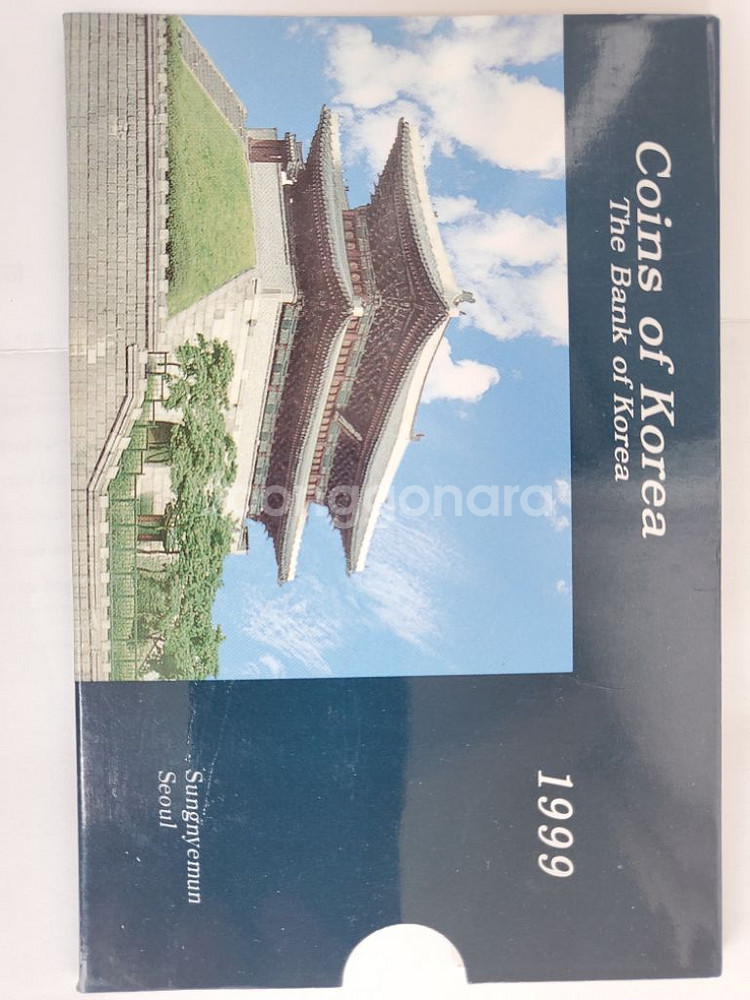 Coins of Korea
The Bank of Korea
1999
Sungnyemun
Seoul